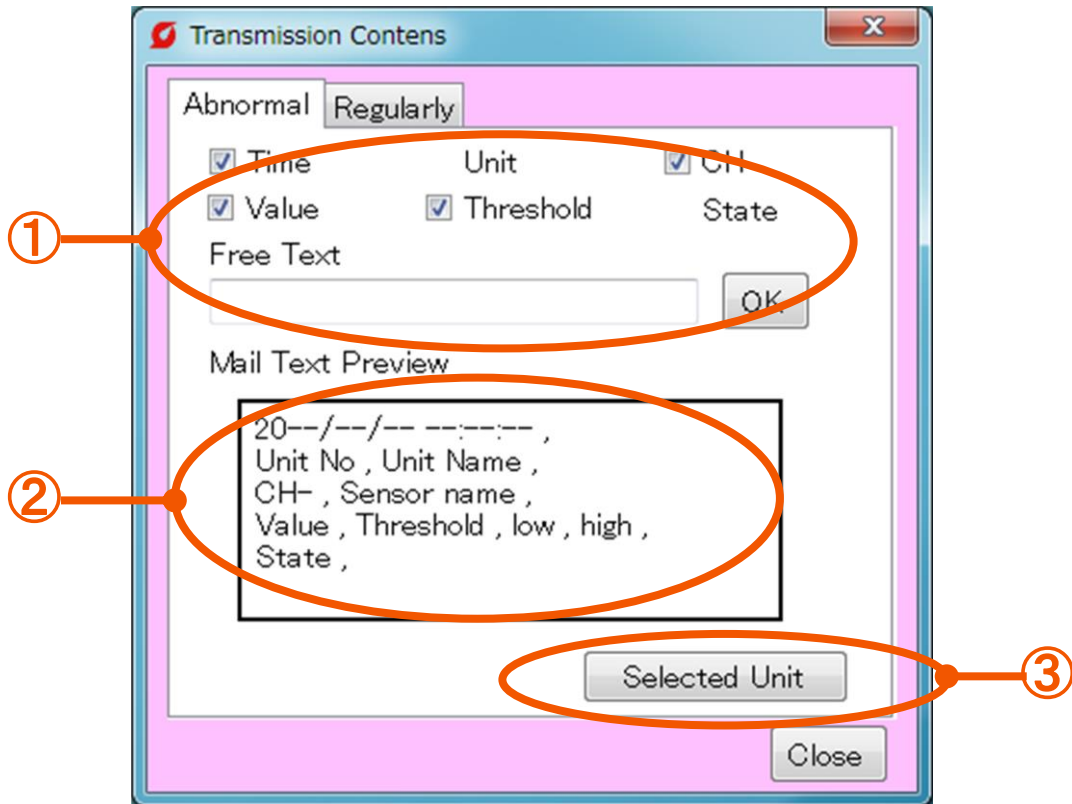 Transmission Contens
Abnormal Regularly
Time Unit CH
Value Threshold State
①
Free Text
OK
Mail Text Preview
20--/--/-- --:--:-- ,
Unit No , Unit Name ,
CH- , Sensor name ,
②
Value , Threshold , low , high ,
State ,
Selected Unit
③
Close